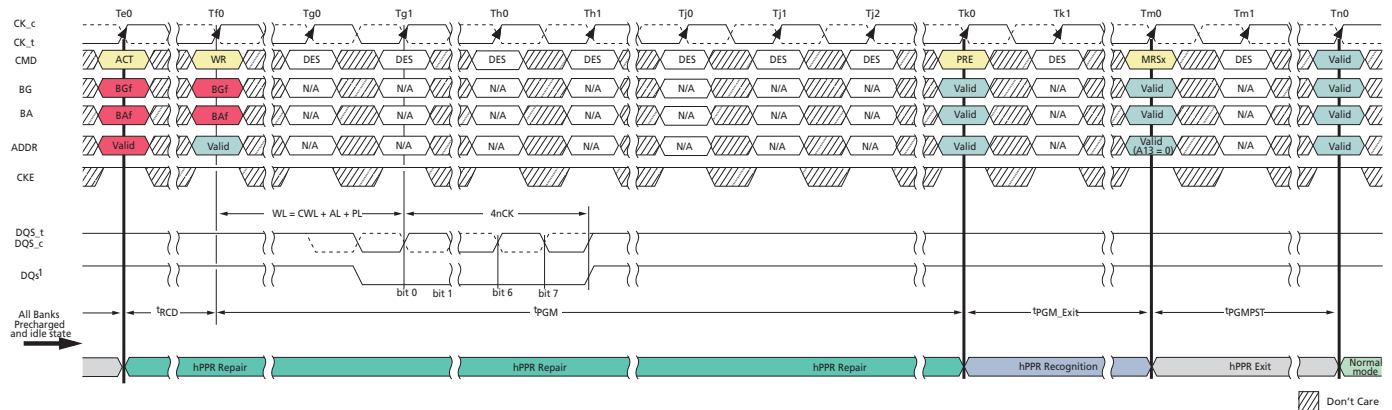 Te0 Tf0 Tg0 Tg1 Th0 Th1 Tj0 Tj1 Tj2 Tk0 Tk1 Tm0 Tm1 Tn0
CK_c
CK_t
CMD ACT WR DES DES DES DES DES DES DES PRE DES MRSx DES Valid
BG BGf BGf N/A N/A N/A N/A N/A N/A N/A Valid N/A Valid N/A Valid
BA BAf BAf N/A N/A N/A N/A N/A N/A N/A Valid N/A Valid N/A Valid
ADDR Valid Valid N/A N/A N/A N/A N/A N/A N/A Valid N/A Valid (A13 = 0) N/A Valid
CKE
WL = CWL + AL + PL 4nCK
DQS_t
DQS_c
DQs1
bit 0 bit 1 bit 6 bit 7
All Banks
Precharged
and idle state
tRCD tPGM tPGM_Exit tPGMPST
hPPR Repair hPPR Repair hPPR Repair hPPR Recognition hPPR Exit Normal mode
Don't Care